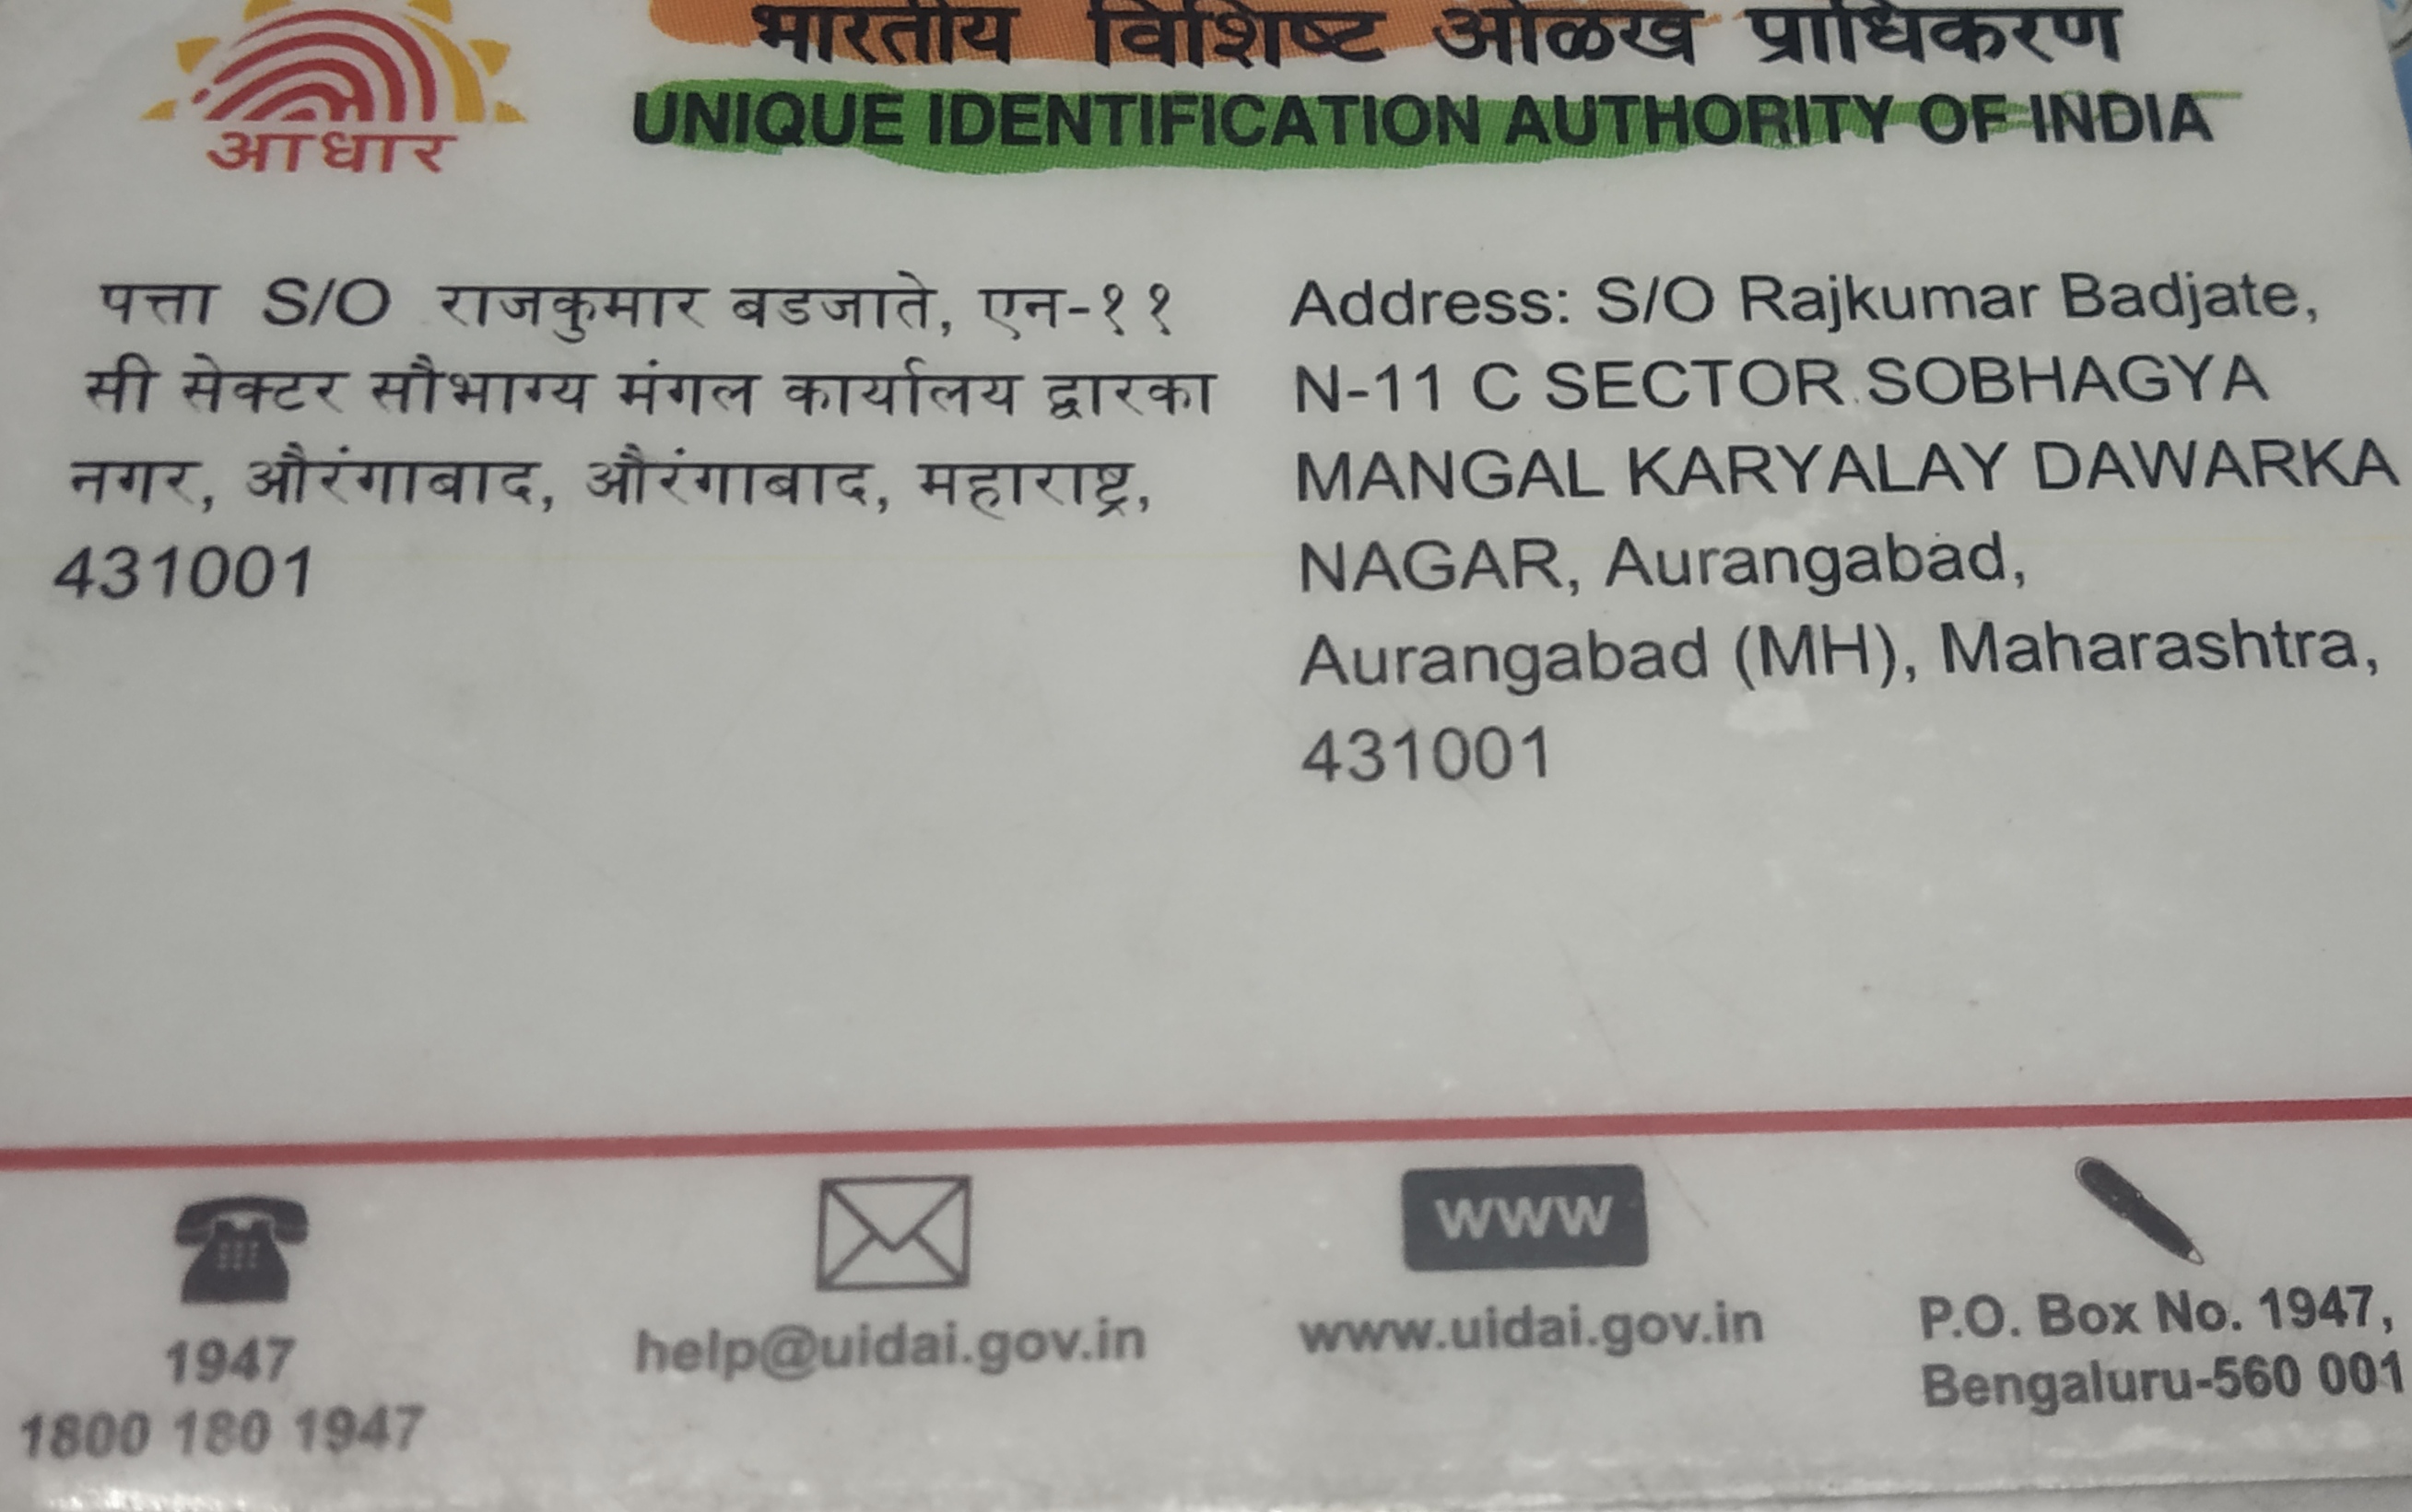 भारतीय विशिष्ट ओळख प्राधिकरण
UNIQUE IDENTIFICATION AUTHORITY OF INDIA
आधार
पत्ता S/O राजकुमार बडजाते, एन-११
सी सेक्टर सौभाग्य मंगल कार्यालय द्वारका
नगर, औरंगाबाद, औरंगाबाद, महाराष्ट्र,
431001
Address: S/O Rajkumar Badjate,
N-11 C SECTOR SOBHAGYA
MANGAL KARYALAY DAWARKA
NAGAR, Aurangabad,
Aurangabad (MH), Maharashtra,
431001
1947
1800 180 1947
help@uidai.gov.in
www
www.uidai.gov.in
P.O. Box No. 1947,
Bengaluru-560 001